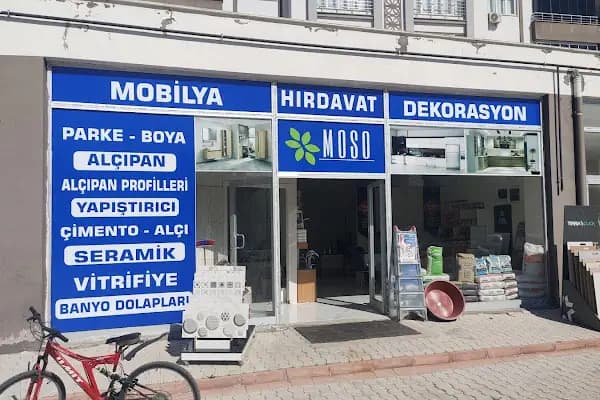 MOBİLYA
HIRDAVAT
DEKORASYON
MOSO
PARKE - BOYA
ALÇIPAN
ALÇIPAN PROFİLLERİ
YAPIŞTIRICI
ÇİMENTO - ALÇI
SERAMİK
VİTRİFİYE
BANYO DOLAPLARI